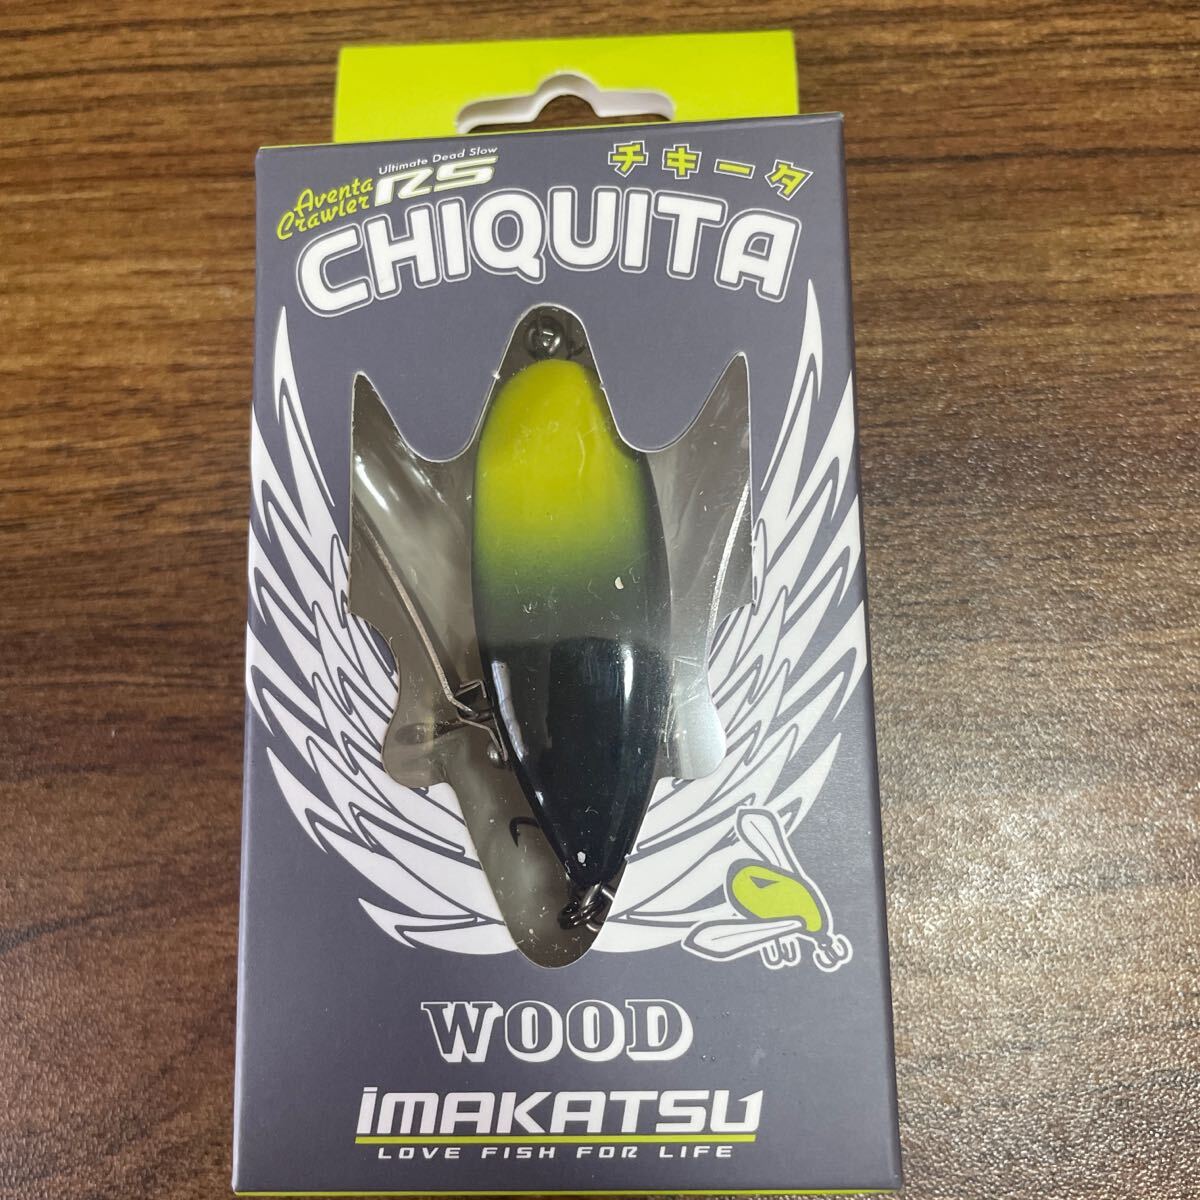 Ultimate Dead Slow
Aventa Crawler RS
チキータ
CHIQUITA
WOOD
iMAKATSU
LOVE FISH FOR LIFE